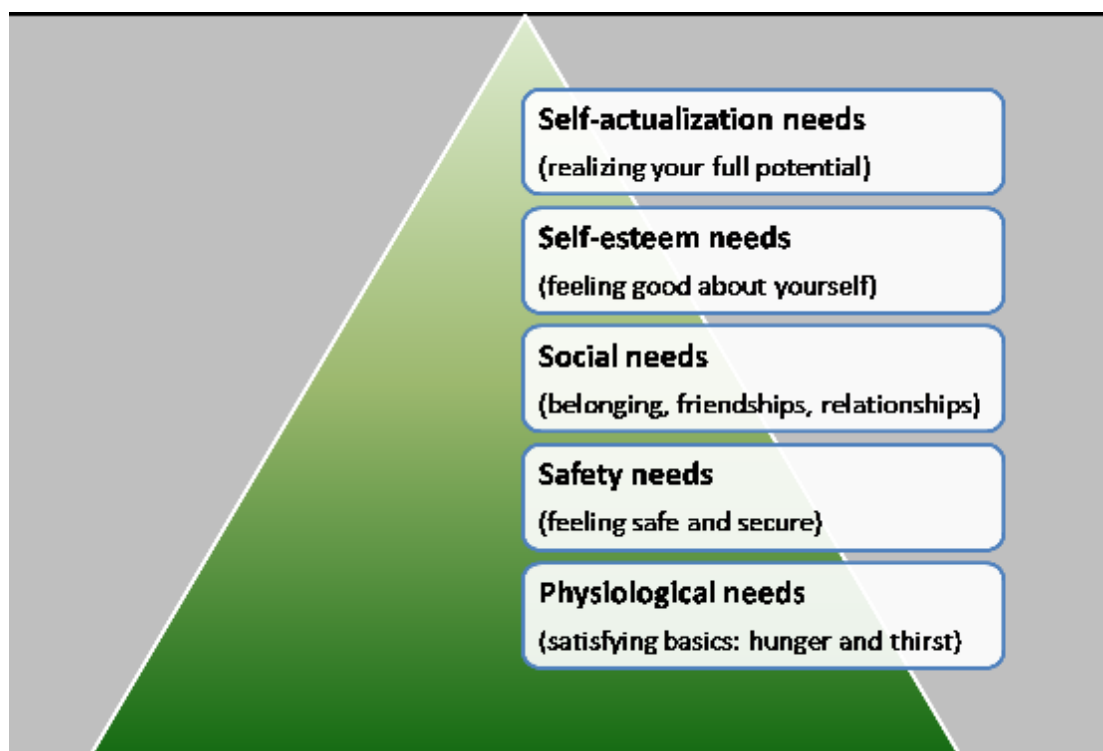 Self-actualization needs
(realizing your full potential)
Self-esteem needs
(feeling good about yourself)
Social needs
(belonging, friendships, relationships)
Safety needs
(feeling safe and secure)
Physiological needs
(satisfying basics: hunger and thirst)